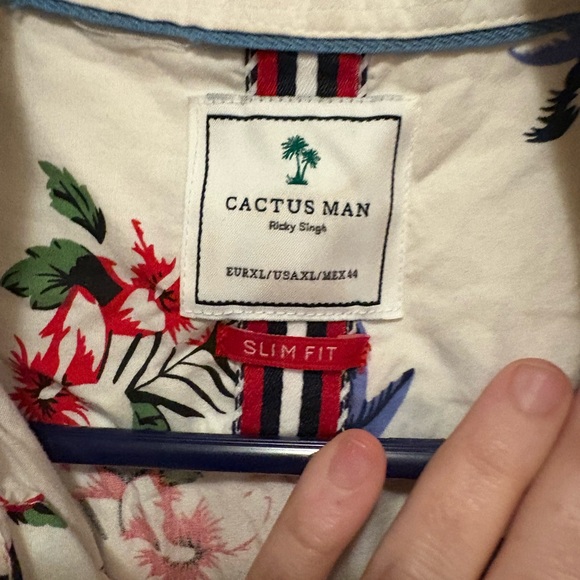 CACTUS MAN
Ricky Singh
EURXL/USAXL/MEX44
SLIM FIT